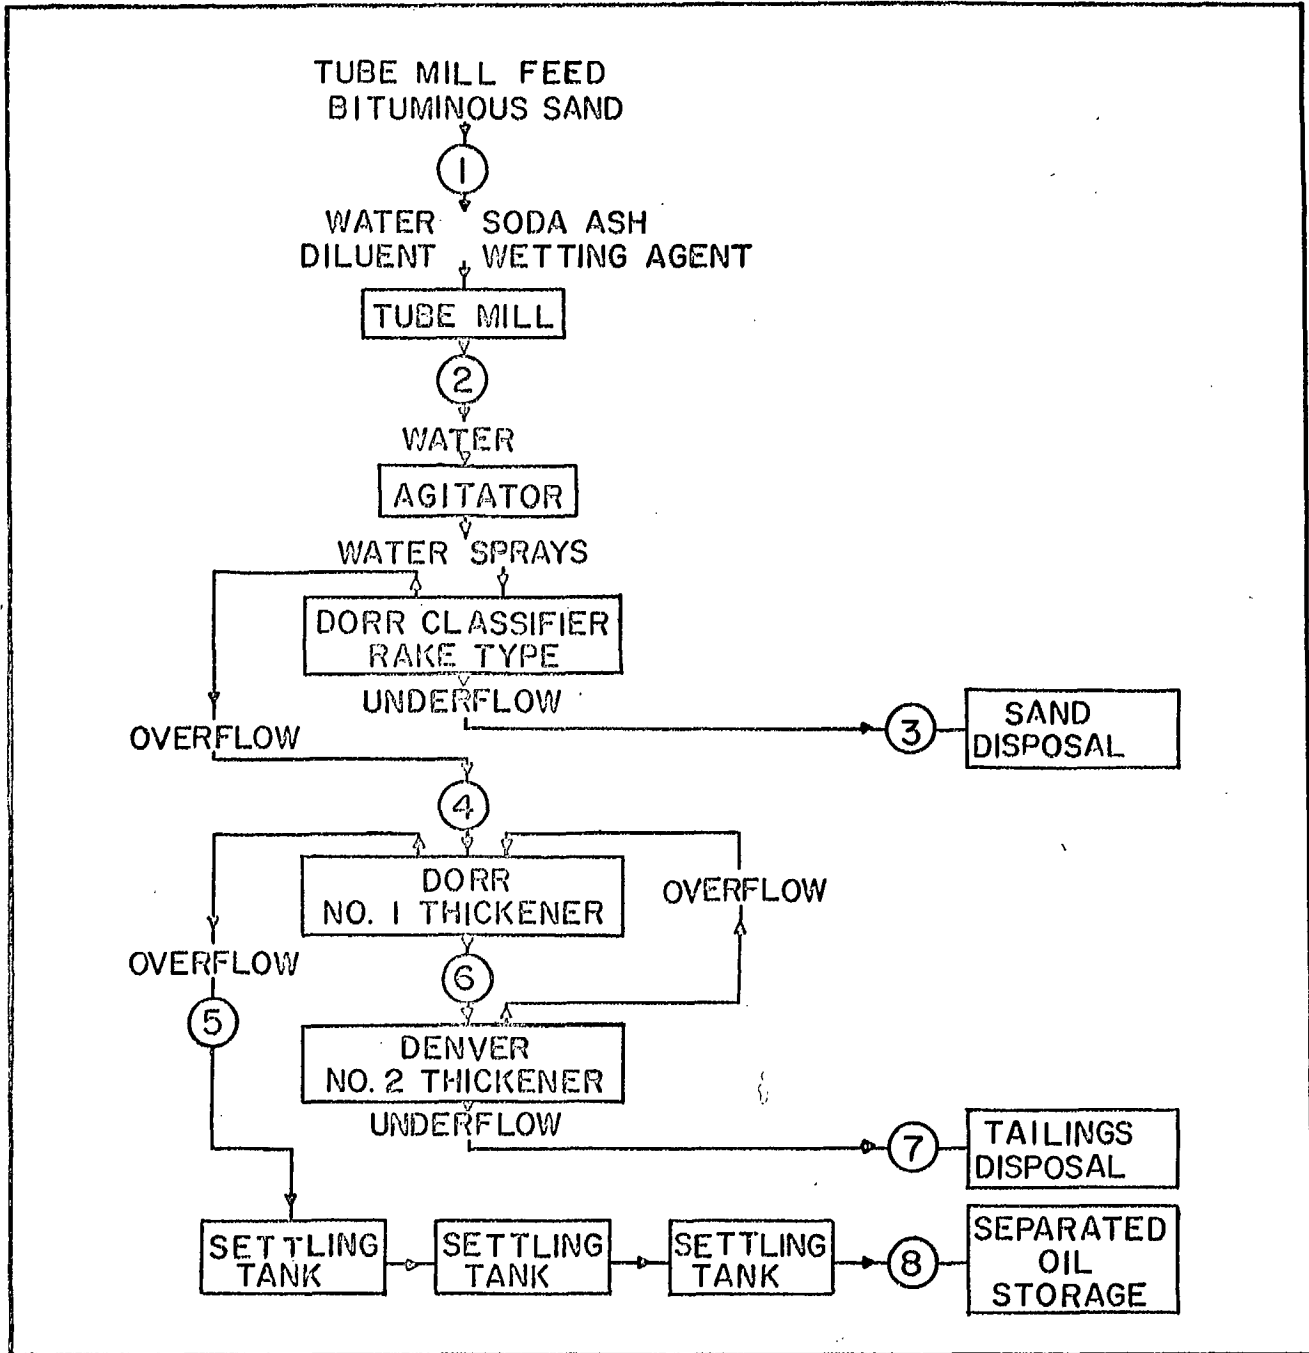 TUBE MILL FEED
BITUMINOUS SAND
1
WATER SODA ASH
DILUENT WETTING AGENT
TUBE MILL
2
WATER
AGITATOR
WATER SPRAYS
DORR CLASSIFIER
RAKE TYPE
UNDERFLOW
OVERFLOW
3
SAND
DISPOSAL
4
DORR
NO. 1 THICKENER
OVERFLOW
OVERFLOW
6
5
DENVER
NO. 2 THICKENER
UNDERFLOW
7
TAILINGS
DISPOSAL
SETTLING
TANK
SETTLING
TANK
SETTLING
TANK
8
SEPARATED
OIL
STORAGE